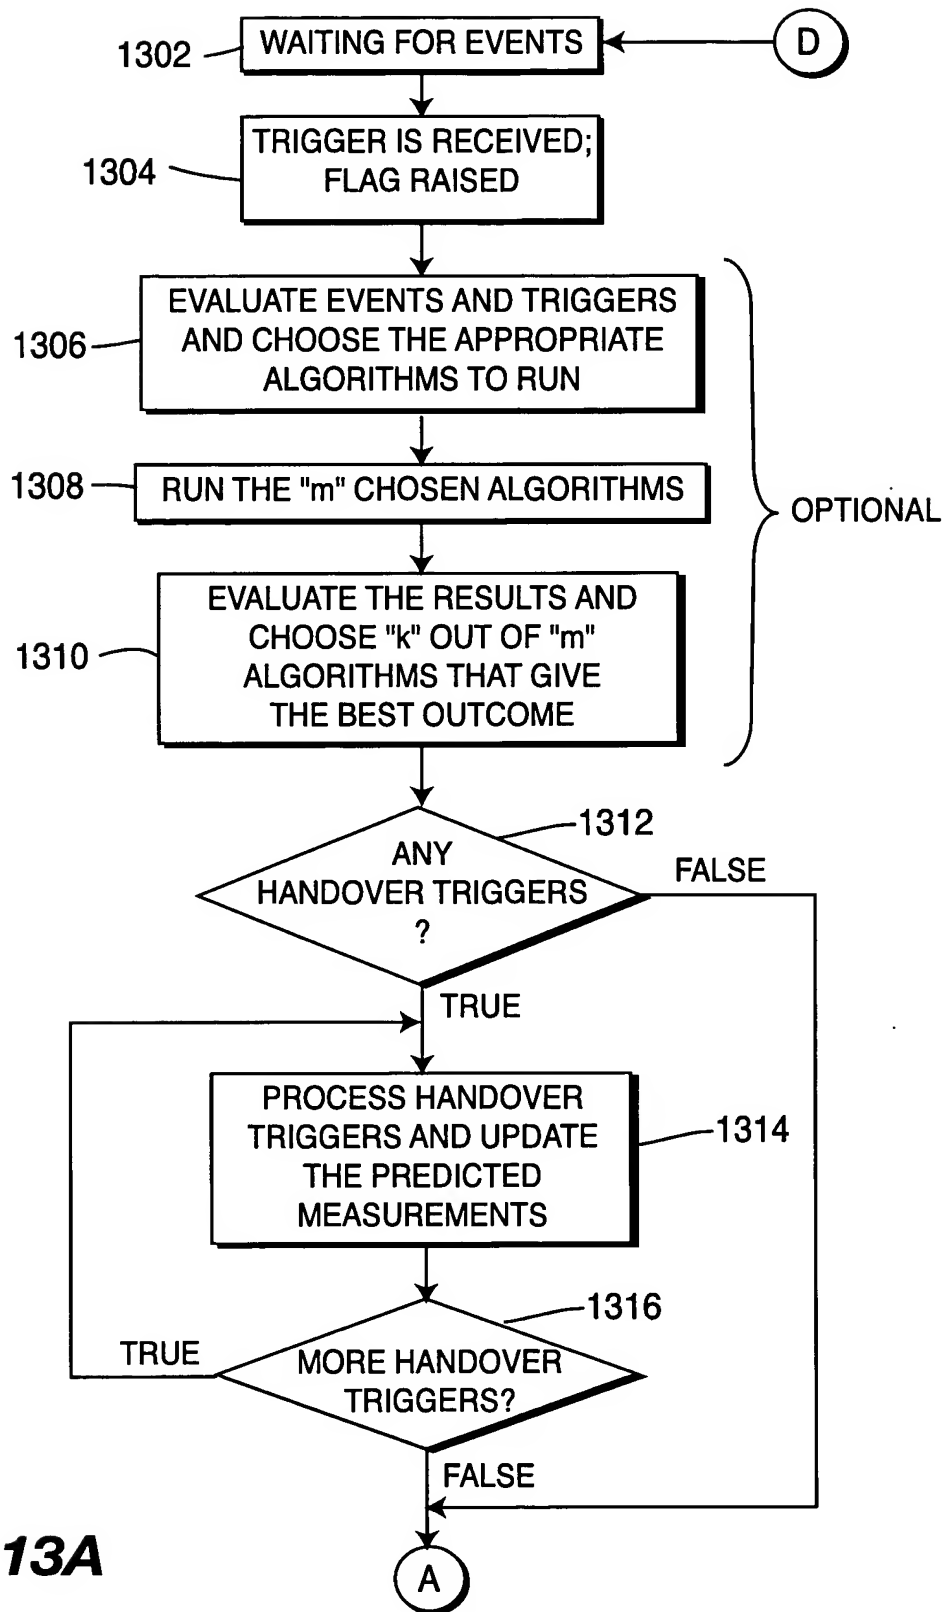 1302
WAITING FOR EVENTS
D
1304
TRIGGER IS RECEIVED;
FLAG RAISED
1306
EVALUATE EVENTS AND TRIGGERS
AND CHOOSE THE APPROPRIATE
ALGORITHMS TO RUN
1308
RUN THE "m" CHOSEN ALGORITHMS
OPTIONAL
1310
EVALUATE THE RESULTS AND
CHOOSE "k" OUT OF "m"
ALGORITHMS THAT GIVE
THE BEST OUTCOME
1312
ANY
HANDOVER TRIGGERS
?
FALSE
TRUE
PROCESS HANDOVER
TRIGGERS AND UPDATE
THE PREDICTED
MEASUREMENTS
1314
1316
TRUE
MORE HANDOVER
TRIGGERS?
FALSE
13A
A